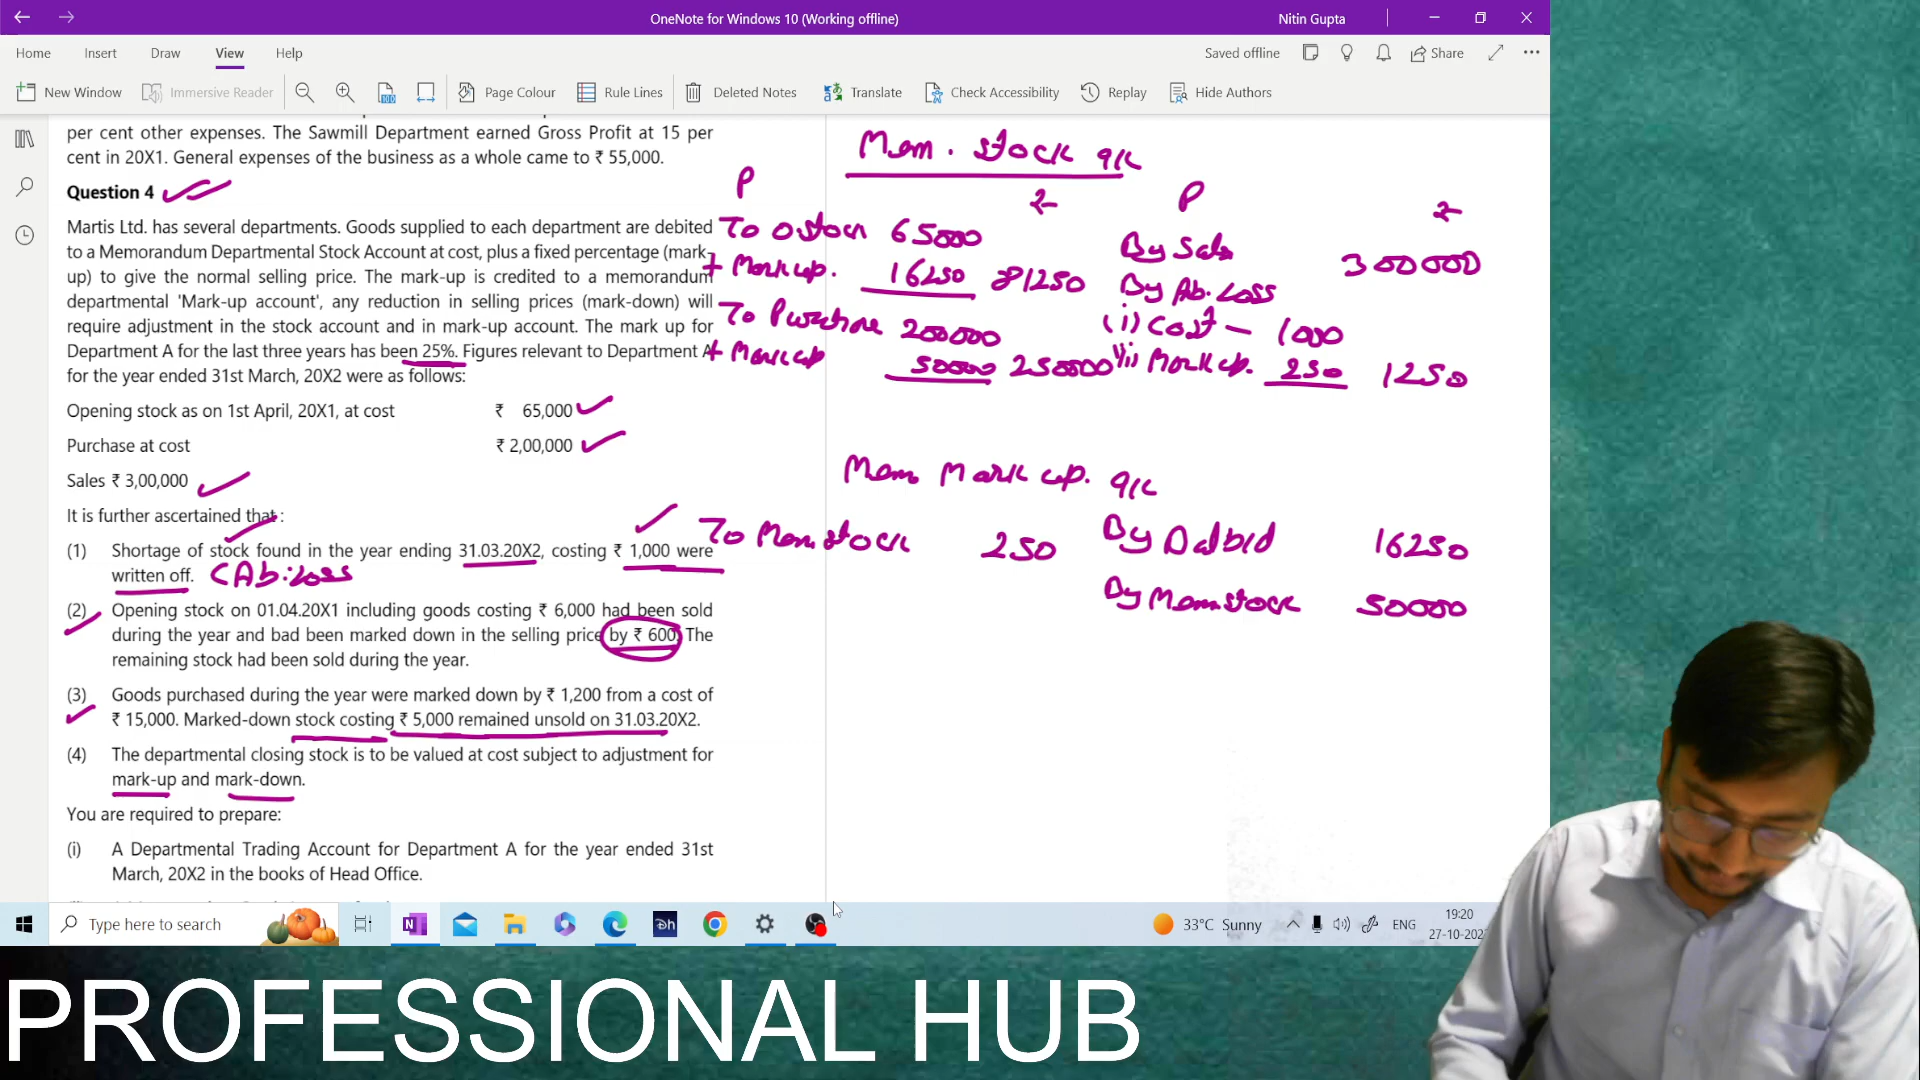 OneNote for Windows 10 (Working offline)
Nitin Gupta
Home Insert Draw View Help
Saved offline Share
New Window Immersive Reader Page Colour Rule Lines Deleted Notes Translate Check Accessibility Replay Hide Authors
per cent other expenses. The Sawmill Department earned Gross Profit at 15 per
cent in 20X1. General expenses of the business as a whole came to ₹ 55,000.
Question 4
Martis Ltd. has several departments. Goods supplied to each department are debited
to a Memorandum Departmental Stock Account at cost, plus a fixed percentage (mark-
up) to give the normal selling price. The mark-up is credited to a memorandum
departmental 'Mark-up account', any reduction in selling prices (mark-down) will
require adjustment in the stock account and in mark-up account. The mark up for
Department A for the last three years has been 25%. Figures relevant to Department A
for the year ended 31st March, 20X2 were as follows:
Opening stock as on 1st April, 20X1, at cost ₹ 65,000
Purchase at cost ₹ 2,00,000
Sales ₹ 3,00,000
It is further ascertained that :
(1) Shortage of stock found in the year ending 31.03.20X2, costing ₹ 1,000 were
written off. (Ab. Loss
(2) Opening stock on 01.04.20X1 including goods costing ₹ 6,000 had been sold
during the year and bad been marked down in the selling price by ₹ 600. The
remaining stock had been sold during the year.
(3) Goods purchased during the year were marked down by ₹ 1,200 from a cost of
₹ 15,000. Marked-down stock costing ₹ 5,000 remained unsold on 31.03.20X2.
(4) The departmental closing stock is to be valued at cost subject to adjustment for
mark-up and mark-down.
You are required to prepare:
(i) A Departmental Trading Account for Department A for the year ended 31st
March, 20X2 in the books of Head Office.
Mem. Stock a/c
P P
To O Stock 65000 By Sales 300000
+ Mark up. 16250 81250 By Ab. Loss
To Purchase 200000 (i) Cost - 1000
+ Mark up 50000 250000 (ii) Mark up. 250 1250
Mem Mark up. a/c
To Mem stock 250 By Bal b/d 16250
By Mem stock 50000
Type here to search
33°C Sunny ENG
19:20
27-10-202
PROFESSIONAL HUB